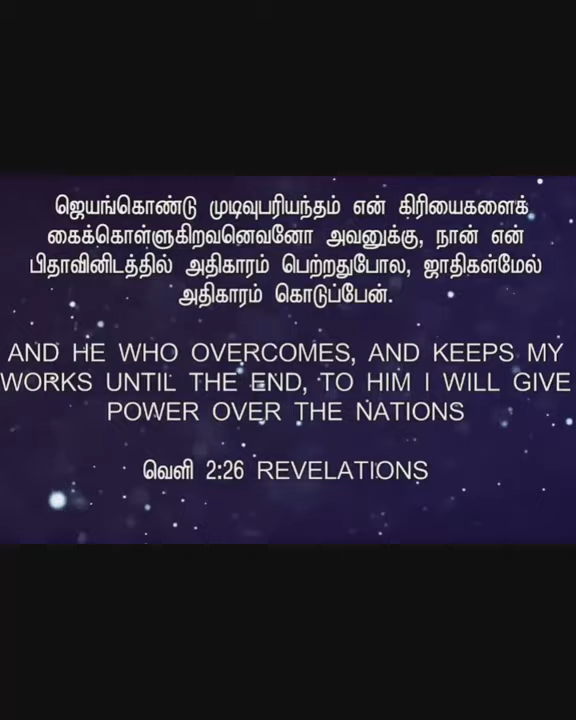 ஜெயங்கொண்டு முடிவுபரியந்தம் என் கிரியைகளைக்
கைக்கொள்ளுகிறவனெவனோ அவனுக்கு, நான் என்
பிதாவினிடத்தில் அதிகாரம் பெற்றதுபோல, ஜாதிகள்மேல்
அதிகாரம் கொடுப்பேன்.
AND HE WHO OVERCOMES, AND KEEPS MY
WORKS UNTIL THE END, TO HIM I WILL GIVE
POWER OVER THE NATIONS
வெளி 2:26 REVELATIONS